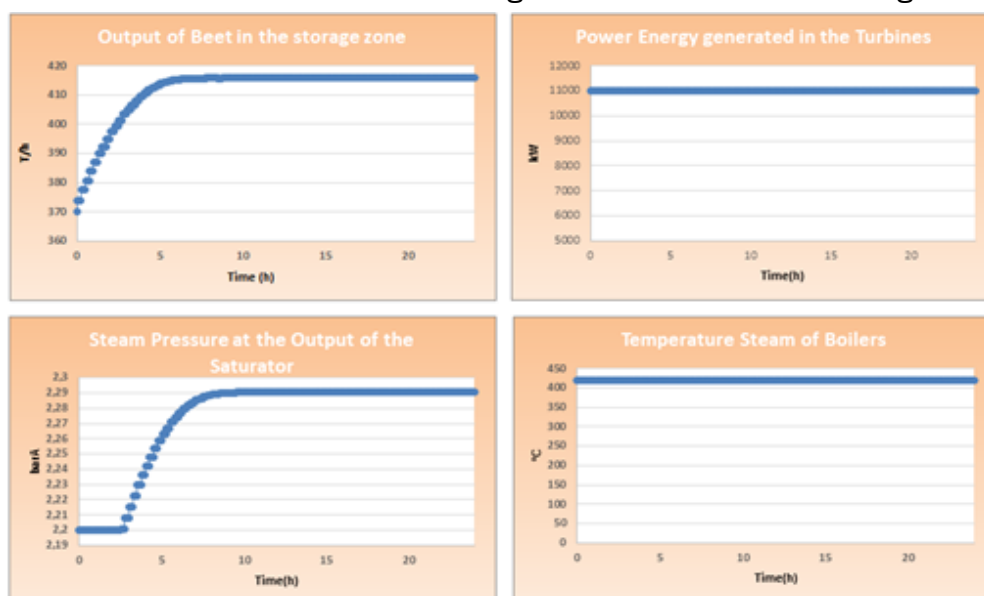 Output of Beet in the storage zone
420
410
400
390
380
370
360
T/h
0 5 10 15 20
Time (h)
Power Energy generated in the Turbines
12000
11000
10000
9000
8000
7000
6000
5000
kW
0 5 10 15 20
Time(h)
Steam Pressure at the Output of the
Saturator
2,3
2,29
2,28
2,27
2,26
2,25
2,24
2,23
2,22
2,21
2,2
2,19
barA
0 5 10 15 20
Time(h)
Temperature Steam of Boilers
450
400
350
300
250
200
150
100
50
0
ºC
0 5 10 15 20
Time(h)